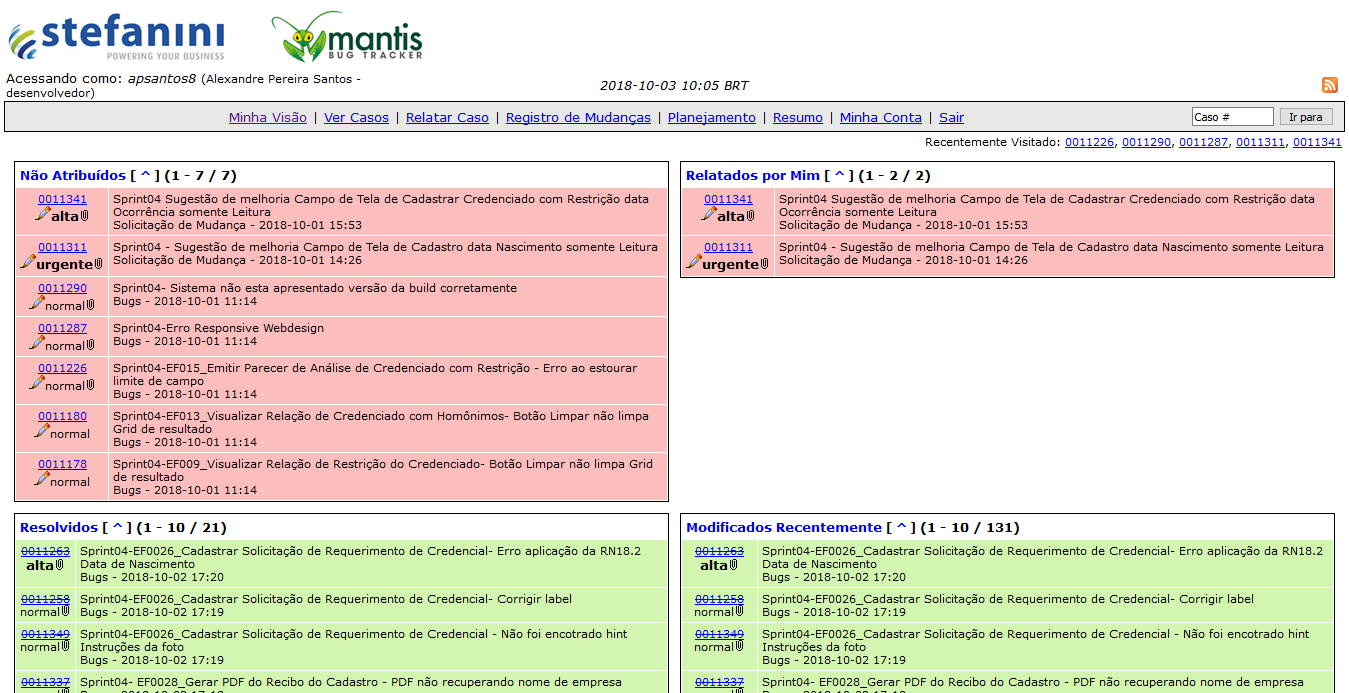 stefanini
POWERING YOUR BUSINESS
mantis
BUG TRACKER
Acessando como: apsantos8 (Alexandre Pereira Santos -
desenvolvedor)
2018-10-03 10:05 BRT
Minha Visão | Ver Casos | Relatar Caso | Registro de Mudanças | Planejamento | Resumo | Minha Conta | Sair
Caso #
Ir para
Recentemente Visitado: 0011226, 0011290, 0011287, 0011311, 0011341
Não Atribuídos [ ^ ] (1 - 7 / 7)
0011341
alta
Sprint04 Sugestão de melhoria Campo de Tela de Cadastrar Credenciado com Restrição data
Ocorrência somente Leitura
Solicitação de Mudança - 2018-10-01 15:53
0011311
urgente
Sprint04 - Sugestão de melhoria Campo de Tela de Cadastro data Nascimento somente Leitura
Solicitação de Mudança - 2018-10-01 14:26
0011290
normal
Sprint04- Sistema não esta apresentado versão da build corretamente
Bugs - 2018-10-01 11:14
0011287
normal
Sprint04-Erro Responsive Webdesign
Bugs - 2018-10-01 11:14
0011226
normal
Sprint04-EF015_Emitir Parecer de Análise de Credenciado com Restrição - Erro ao estourar
limite de campo
Bugs - 2018-10-01 11:14
0011180
normal
Sprint04-EF013_Visualizar Relação de Credenciado com Homônimos- Botão Limpar não limpa
Grid de resultado
Bugs - 2018-10-01 11:14
0011178
normal
Sprint04-EF009_Visualizar Relação de Restrição do Credenciado- Botão Limpar não limpa Grid
de resultado
Bugs - 2018-10-01 11:14
Relatados por Mim [ ^ ] (1 - 2 / 2)
0011341
alta
Sprint04 Sugestão de melhoria Campo de Tela de Cadastrar Credenciado com Restrição data
Ocorrência somente Leitura
Solicitação de Mudança - 2018-10-01 15:53
0011311
urgente
Sprint04 - Sugestão de melhoria Campo de Tela de Cadastro data Nascimento somente Leitura
Solicitação de Mudança - 2018-10-01 14:26
Resolvidos [ ^ ] (1 - 10 / 21)
0011263
alta
Sprint04-EF0026_Cadastrar Solicitação de Requerimento de Credencial- Erro aplicação da RN18.2
Data de Nascimento
Bugs - 2018-10-02 17:20
0011258
normal
Sprint04-EF0026_Cadastrar Solicitação de Requerimento de Credencial- Corrigir label
Bugs - 2018-10-02 17:19
0011349
normal
Sprint04-EF0026_Cadastrar Solicitação de Requerimento de Credencial - Não foi encotrado hint
Instruções da foto
Bugs - 2018-10-02 17:19
0011337
Sprint04- EF0028_Gerar PDF do Recibo do Cadastro - PDF não recuperando nome de empresa
Modificados Recentemente [ ^ ] (1 - 10 / 131)
0011263
alta
Sprint04-EF0026_Cadastrar Solicitação de Requerimento de Credencial- Erro aplicação da RN18.2
Data de Nascimento
Bugs - 2018-10-02 17:20
0011258
normal
Sprint04-EF0026_Cadastrar Solicitação de Requerimento de Credencial- Corrigir label
Bugs - 2018-10-02 17:19
0011349
normal
Sprint04-EF0026_Cadastrar Solicitação de Requerimento de Credencial - Não foi encotrado hint
Instruções da foto
Bugs - 2018-10-02 17:19
0011337
Sprint04- EF0028_Gerar PDF do Recibo do Cadastro - PDF não recuperando nome de empresa